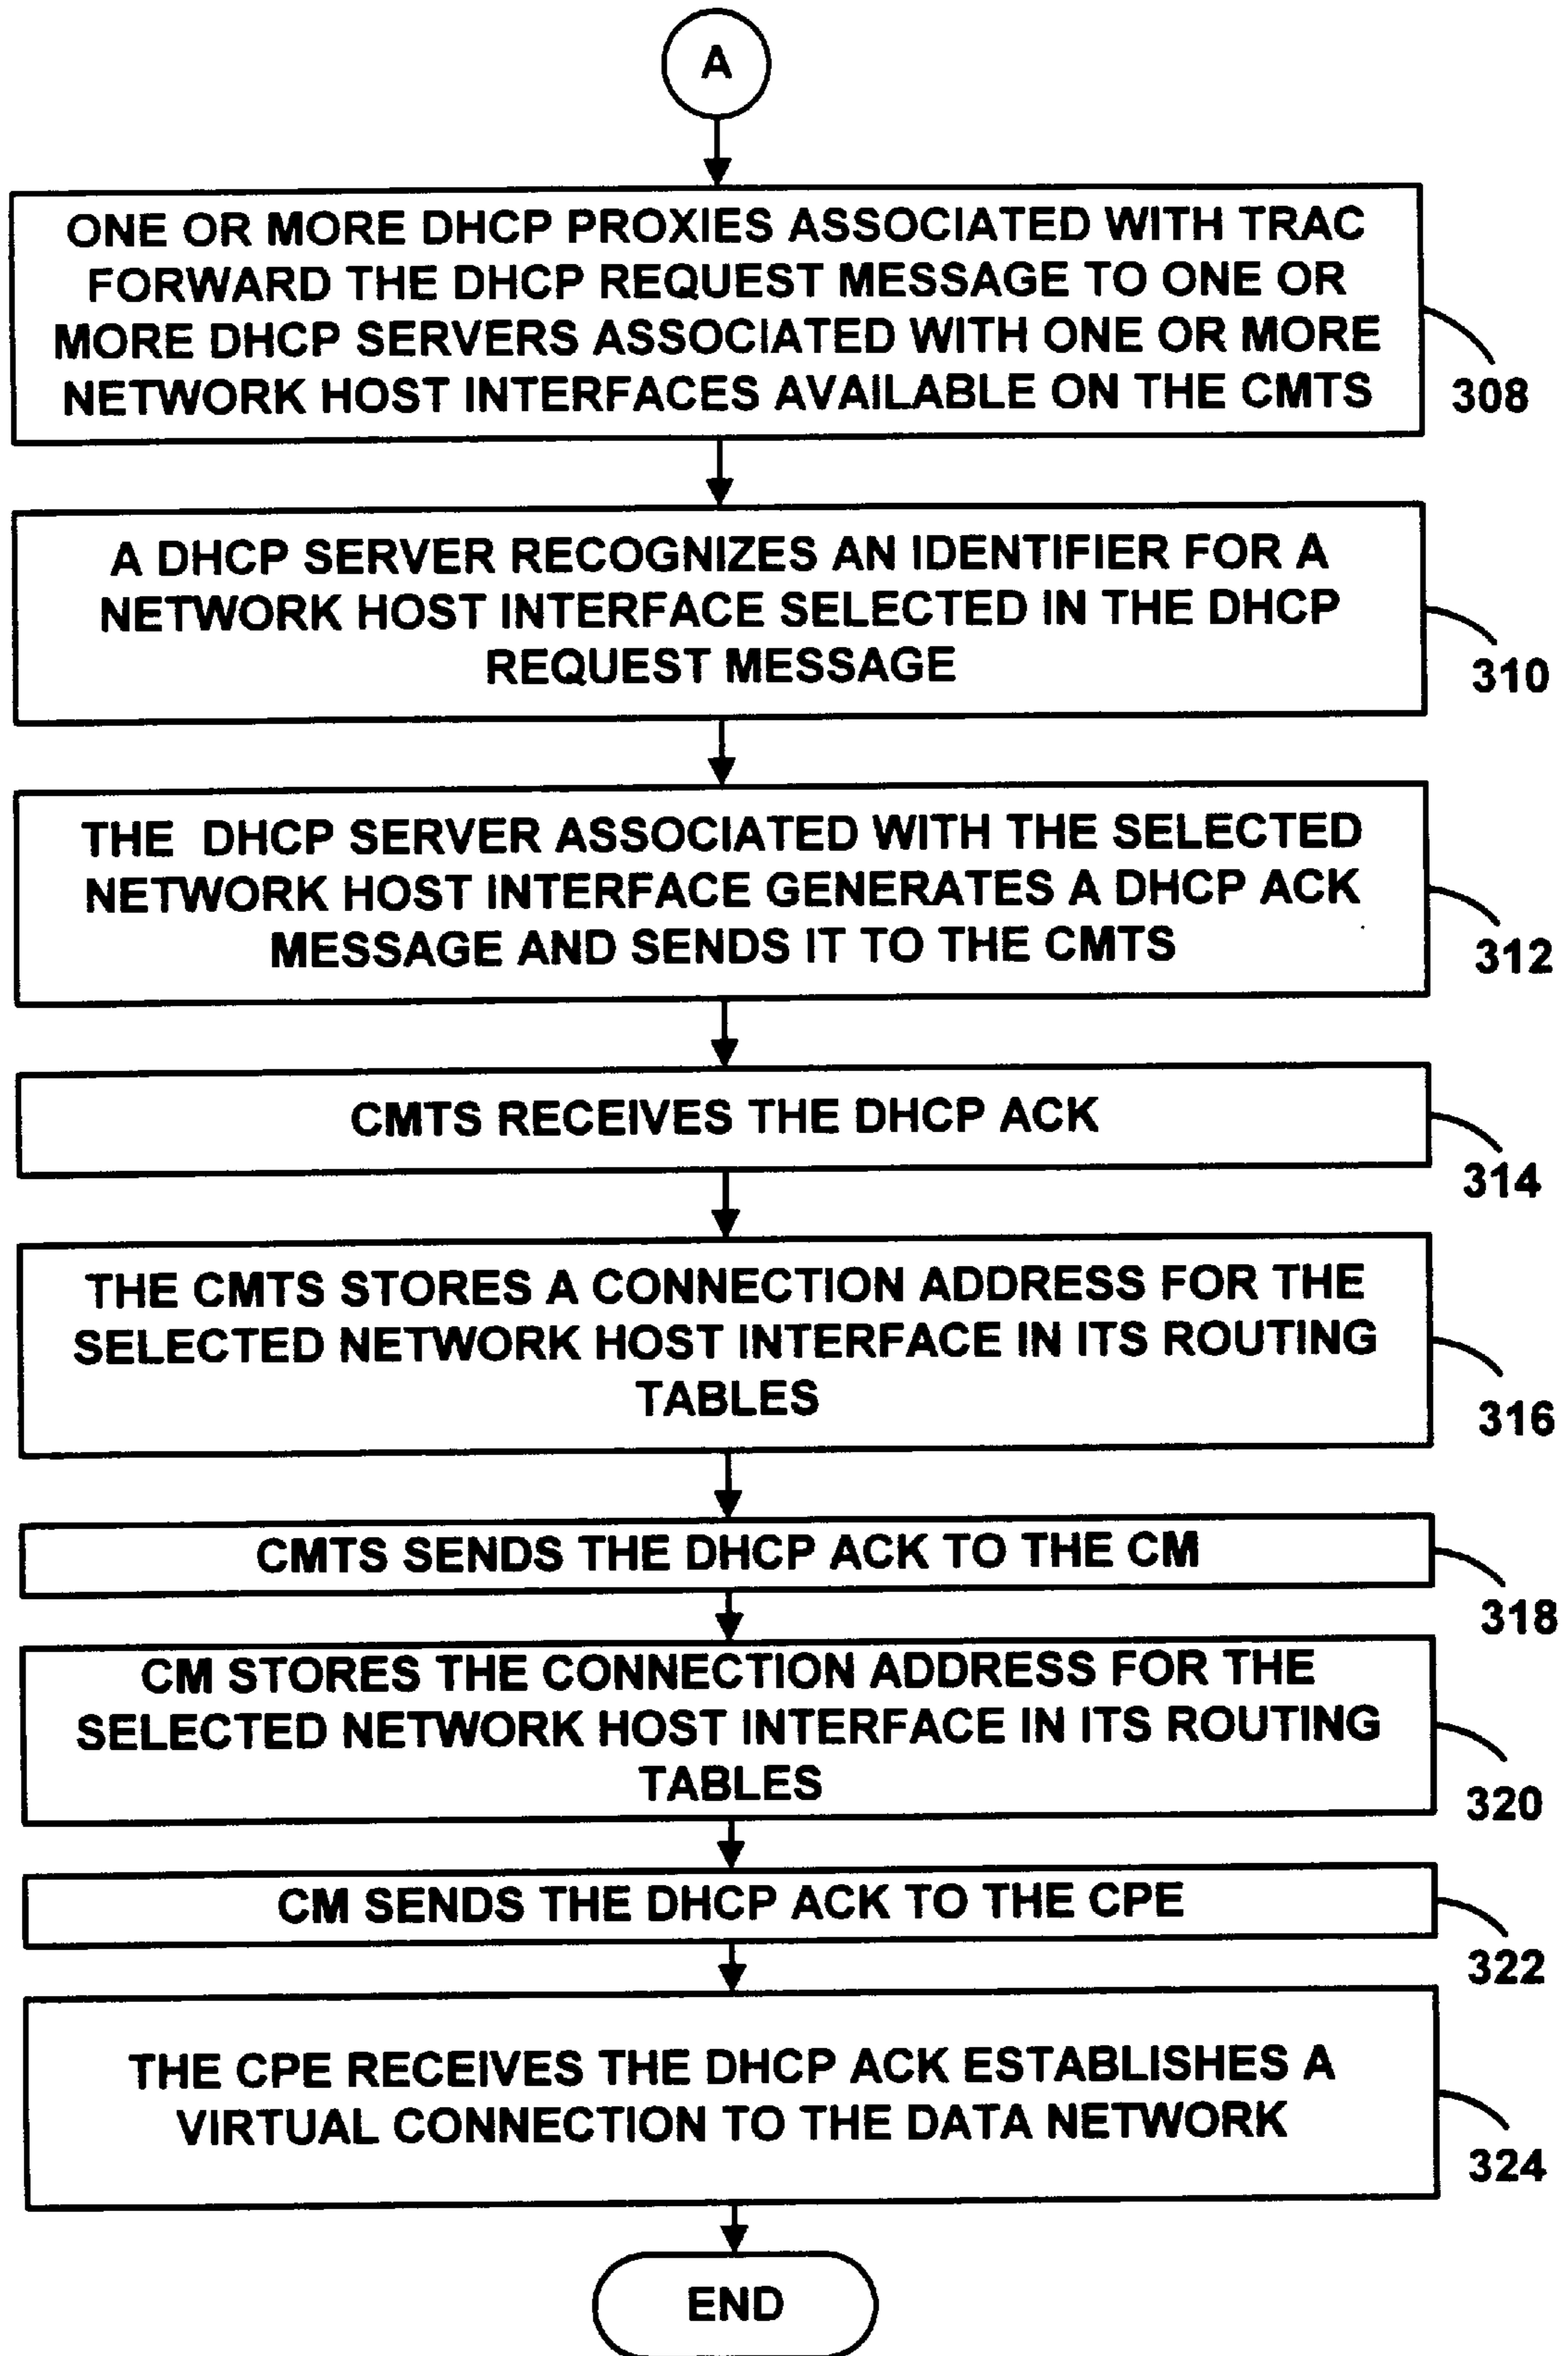 A
ONE OR MORE DHCP PROXIES ASSOCIATED WITH TRAC
FORWARD THE DHCP REQUEST MESSAGE TO ONE OR
MORE DHCP SERVERS ASSOCIATED WITH ONE OR MORE
NETWORK HOST INTERFACES AVAILABLE ON THE CMTS
308
A DHCP SERVER RECOGNIZES AN IDENTIFIER FOR A
NETWORK HOST INTERFACE SELECTED IN THE DHCP
REQUEST MESSAGE
310
THE DHCP SERVER ASSOCIATED WITH THE SELECTED
NETWORK HOST INTERFACE GENERATES A DHCP ACK
MESSAGE AND SENDS IT TO THE CMTS
312
CMTS RECEIVES THE DHCP ACK
314
THE CMTS STORES A CONNECTION ADDRESS FOR THE
SELECTED NETWORK HOST INTERFACE IN ITS ROUTING
TABLES
316
CMTS SENDS THE DHCP ACK TO THE CM
318
CM STORES THE CONNECTION ADDRESS FOR THE
SELECTED NETWORK HOST INTERFACE IN ITS ROUTING
TABLES
320
CM SENDS THE DHCP ACK TO THE CPE
322
THE CPE RECEIVES THE DHCP ACK ESTABLISHES A
VIRTUAL CONNECTION TO THE DATA NETWORK
324
END